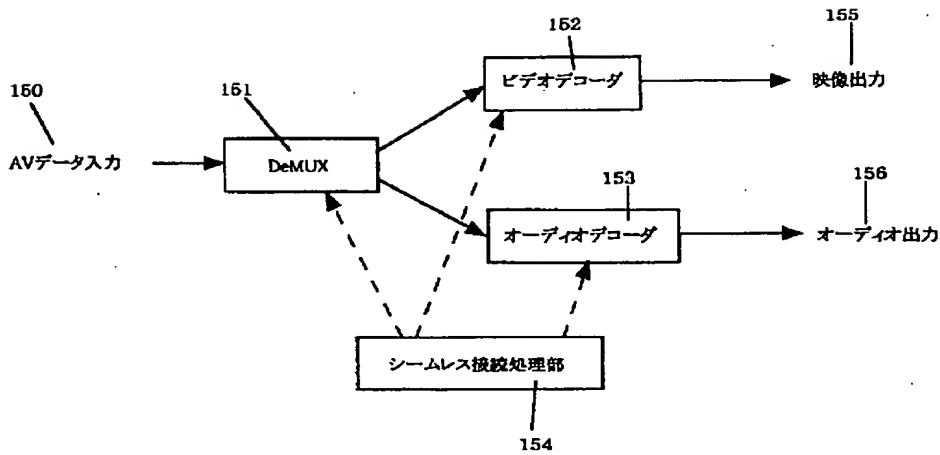 152
155
ビデオデコーダ
映像出力
150
151
AVデータ入力
DeMUX
153
156
オーディオデコーダ
オーディオ出力
シームレス接続処理部
154